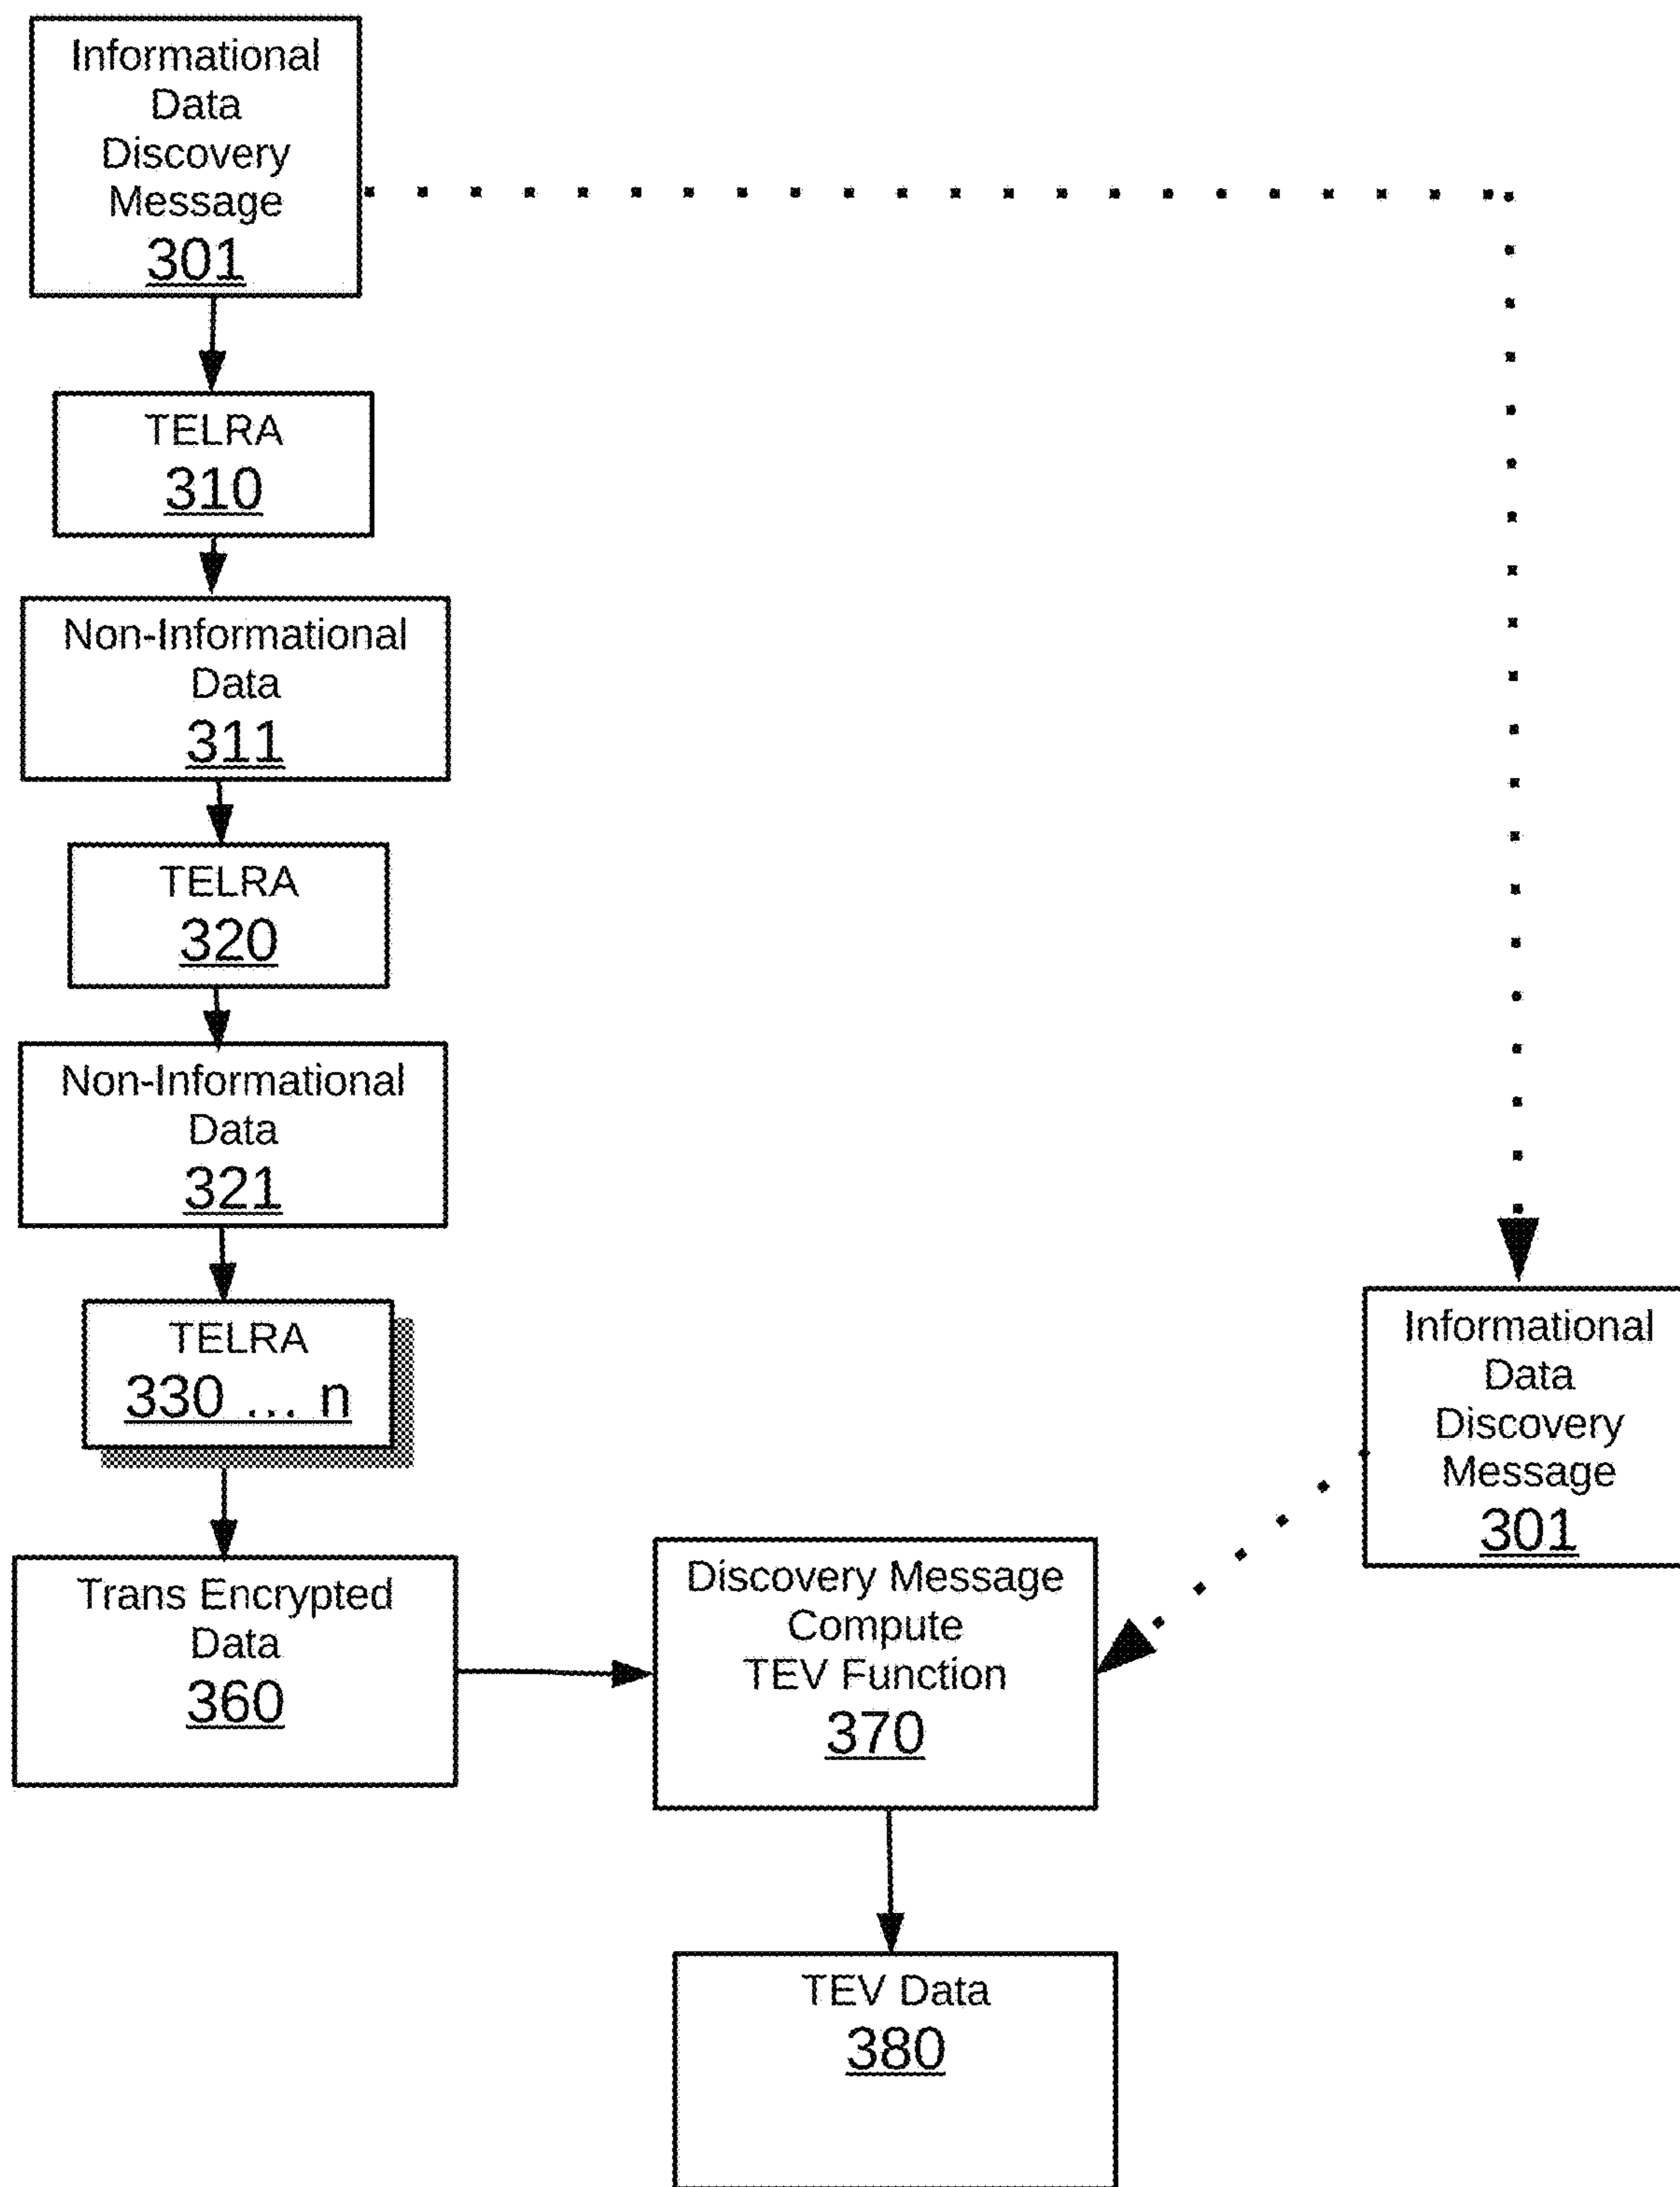 Informational
Data
Discovery
Message
301
TELRA
310
Non-Informational
Data
311
TELRA
320
Non-Informational
Data
321
TELRA
330 ... n
Trans Encrypted
Data
360
Discovery Message
Compute
TEV Function
370
Informational
Data
Discovery
Message
301
TEV Data
380